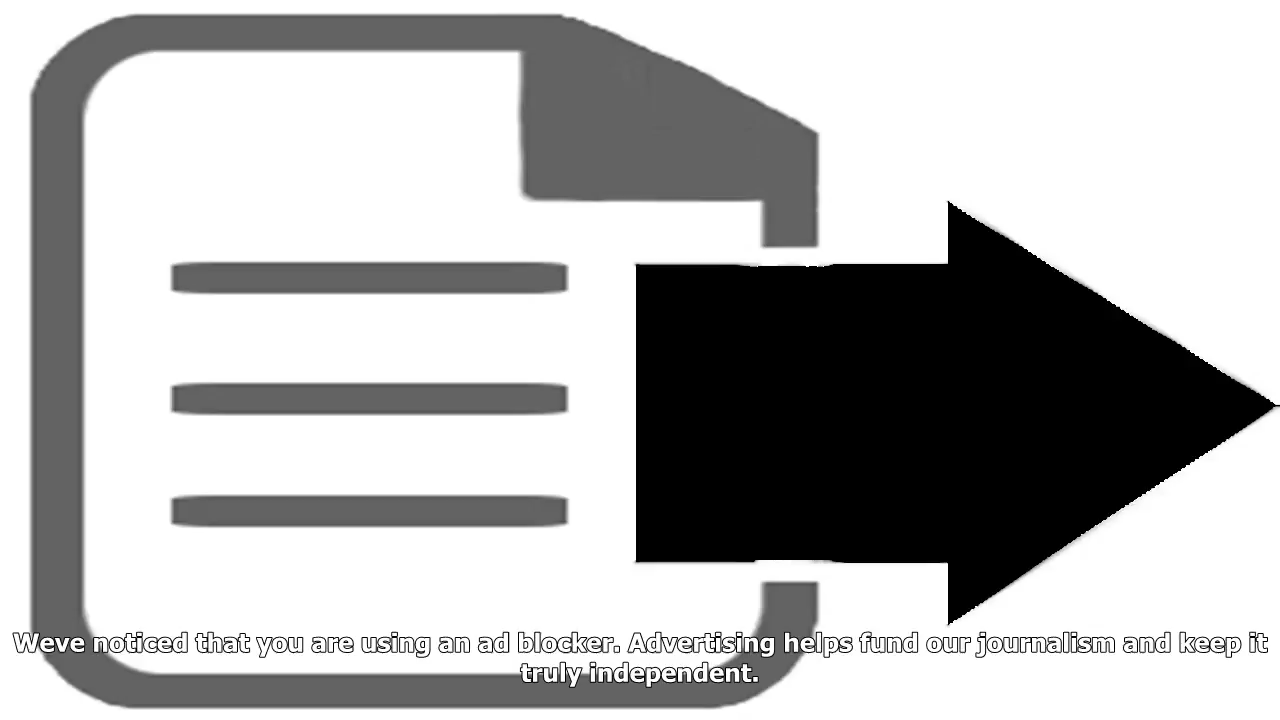 Weve noticed that you are using an ad blocker. Advertising helps fund our journalism and keep it
truly independent.